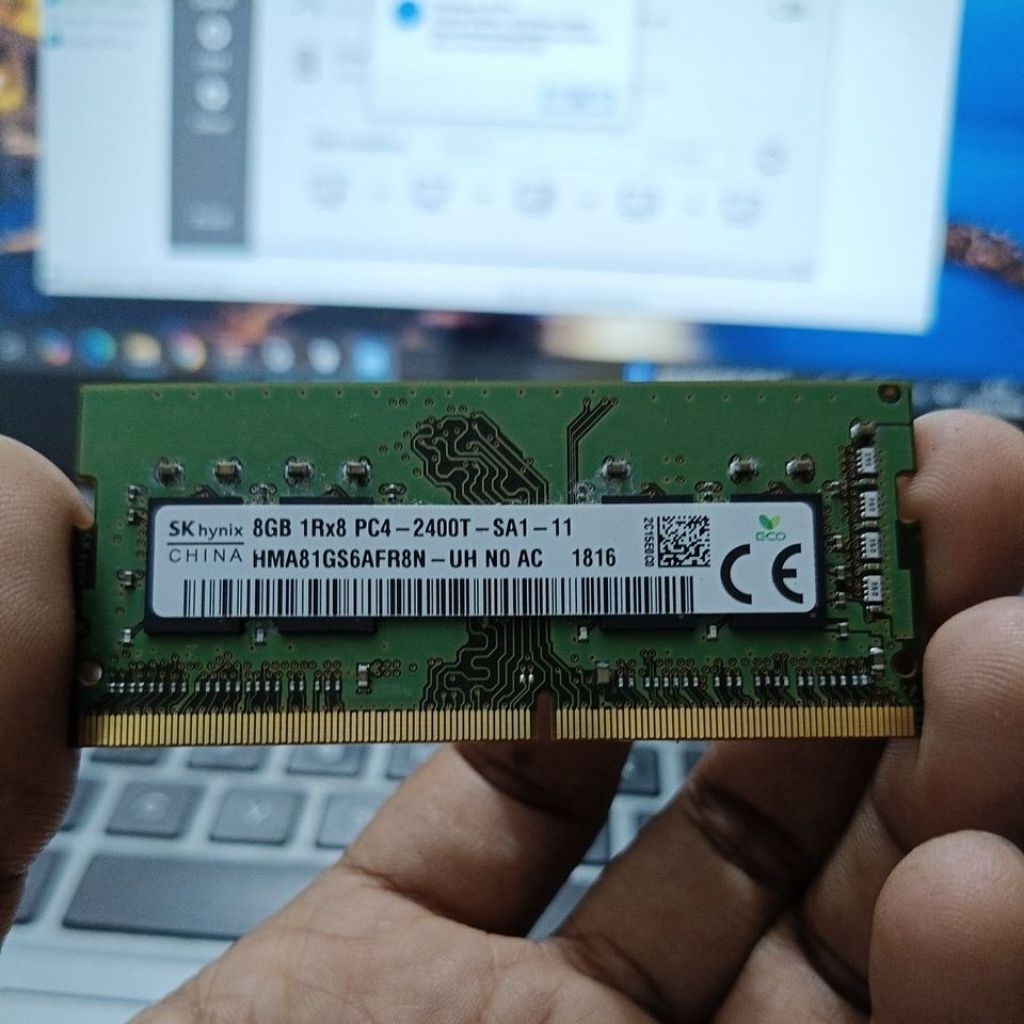 SK hynix 8GB 1Rx8 PC4-2400T-SA1-11
CHINA HMA81GS6AFR8N-UH N0 AC 1816
ECO
CE